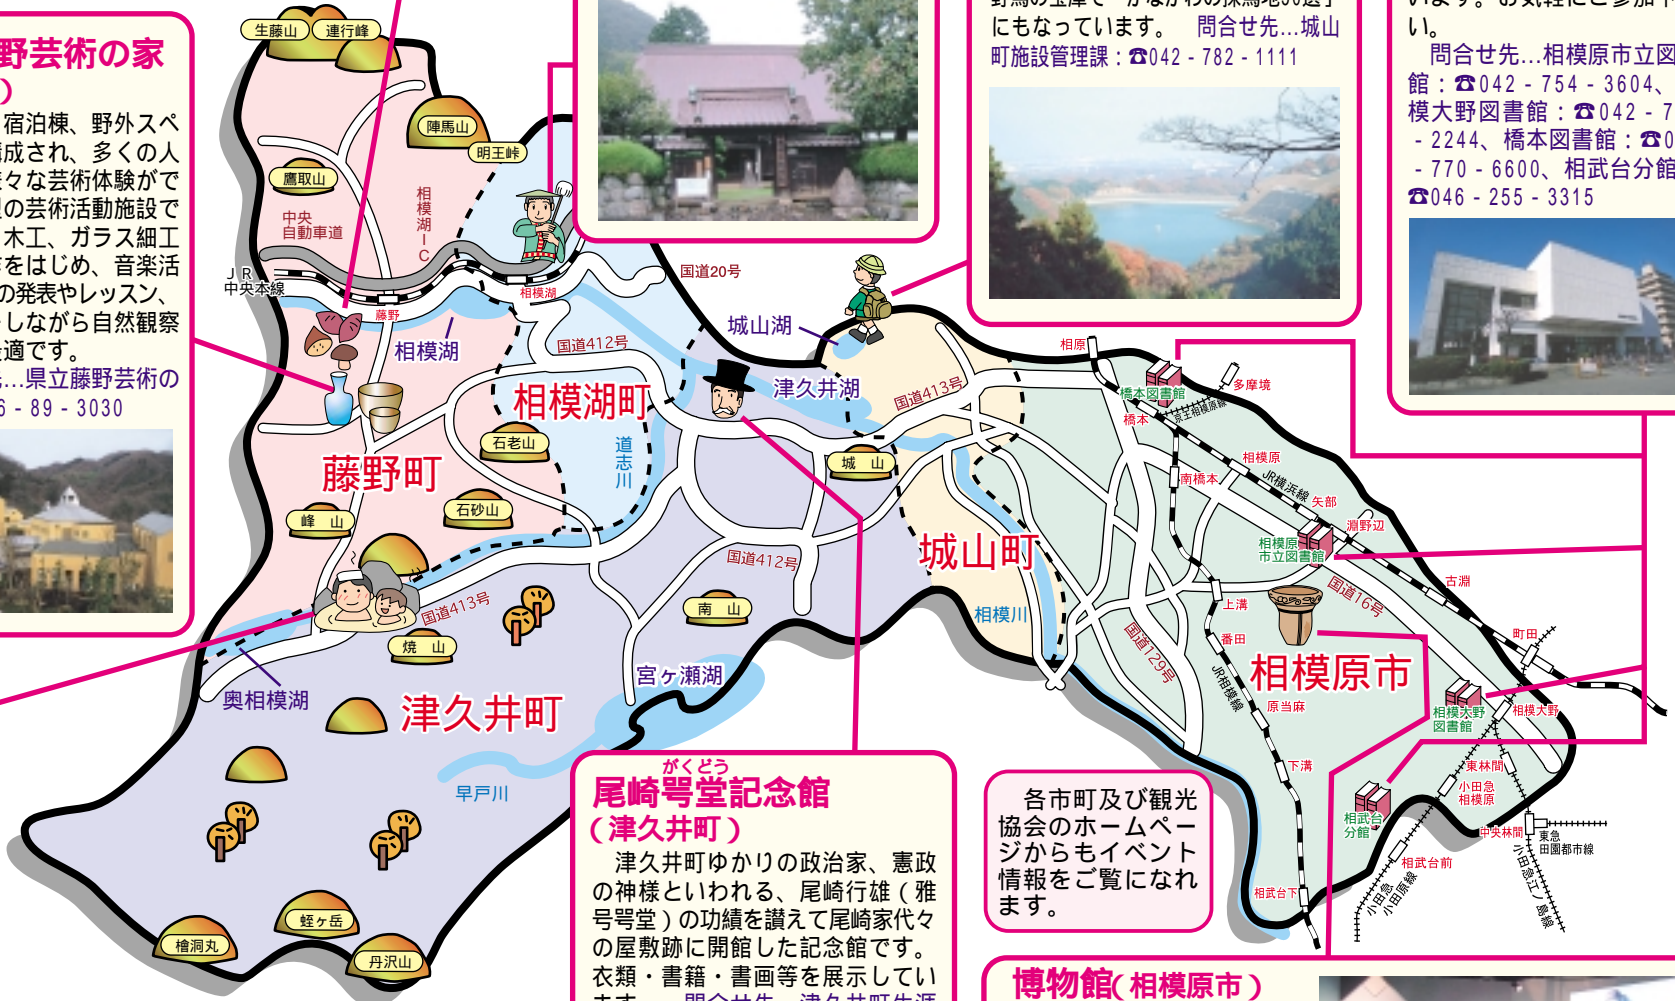 野芸術の家
）
宿泊棟、野外スペ
構成され、多くの人
様々な芸術体験がで
型の芸術活動施設で
木工、ガラス細工
作をはじめ、音楽活
の発表やレッスン、
しながら自然観察
最適です。
先…県立藤野芸術の
6 - 89 - 3030
にもなっています。　問合せ先…城山
町施設管理課：☎042 - 782 - 1111
い。
問合せ先…相模原市立図
館：☎042 - 754 - 3604、
模大野図書館：☎042 - 7
- 2244、橋本図書館：☎0
- 770 - 6600、相武台分館
☎046 - 255 - 3315
生藤山
連行峰
陣馬山
明王峠
鷹取山
相模湖IC
中央
自動車道
ＪＲ
中央本線
藤野
相模湖
相模湖
国道20号
国道412号
城山湖
津久井湖
国道413号
相模湖町
石老山
道志川
藤野町
石砂山
峰　山
城　山
国道412号
城山町
相模川
国道413号
焼　山
南　山
奥相模湖
宮ヶ瀬湖
津久井町
早戸川
檜洞丸
蛭ヶ岳
丹沢山
相原
橋本図書館
多摩境
京王相模原線
橋本
南橋本
相模原
JR横浜線
矢部
淵野辺
相模原
市立図書館
古淵
国道16号
上溝
国道129号
番田
町田
相模原市
JR相模線
原当麻
相模大野
図書館
相模大野
下溝
東林間
小田急
相模原
相武台
分館
中央林間
東急
田園都市線
相武台前
小田急
小田原線
小田急江ノ島線
相武台下
がくどう
尾崎咢堂記念館
（津久井町）
津久井町ゆかりの政治家、憲政
の神様といわれる、尾崎行雄（雅
号咢堂）の功績を讃えて尾崎家代々
の屋敷跡に開館した記念館です。
衣類・書籍・書画等を展示してい
各市町及び観光
協会のホームペー
ジからもイベント
情報をご覧になれ
ます。
博物館（相模原市）